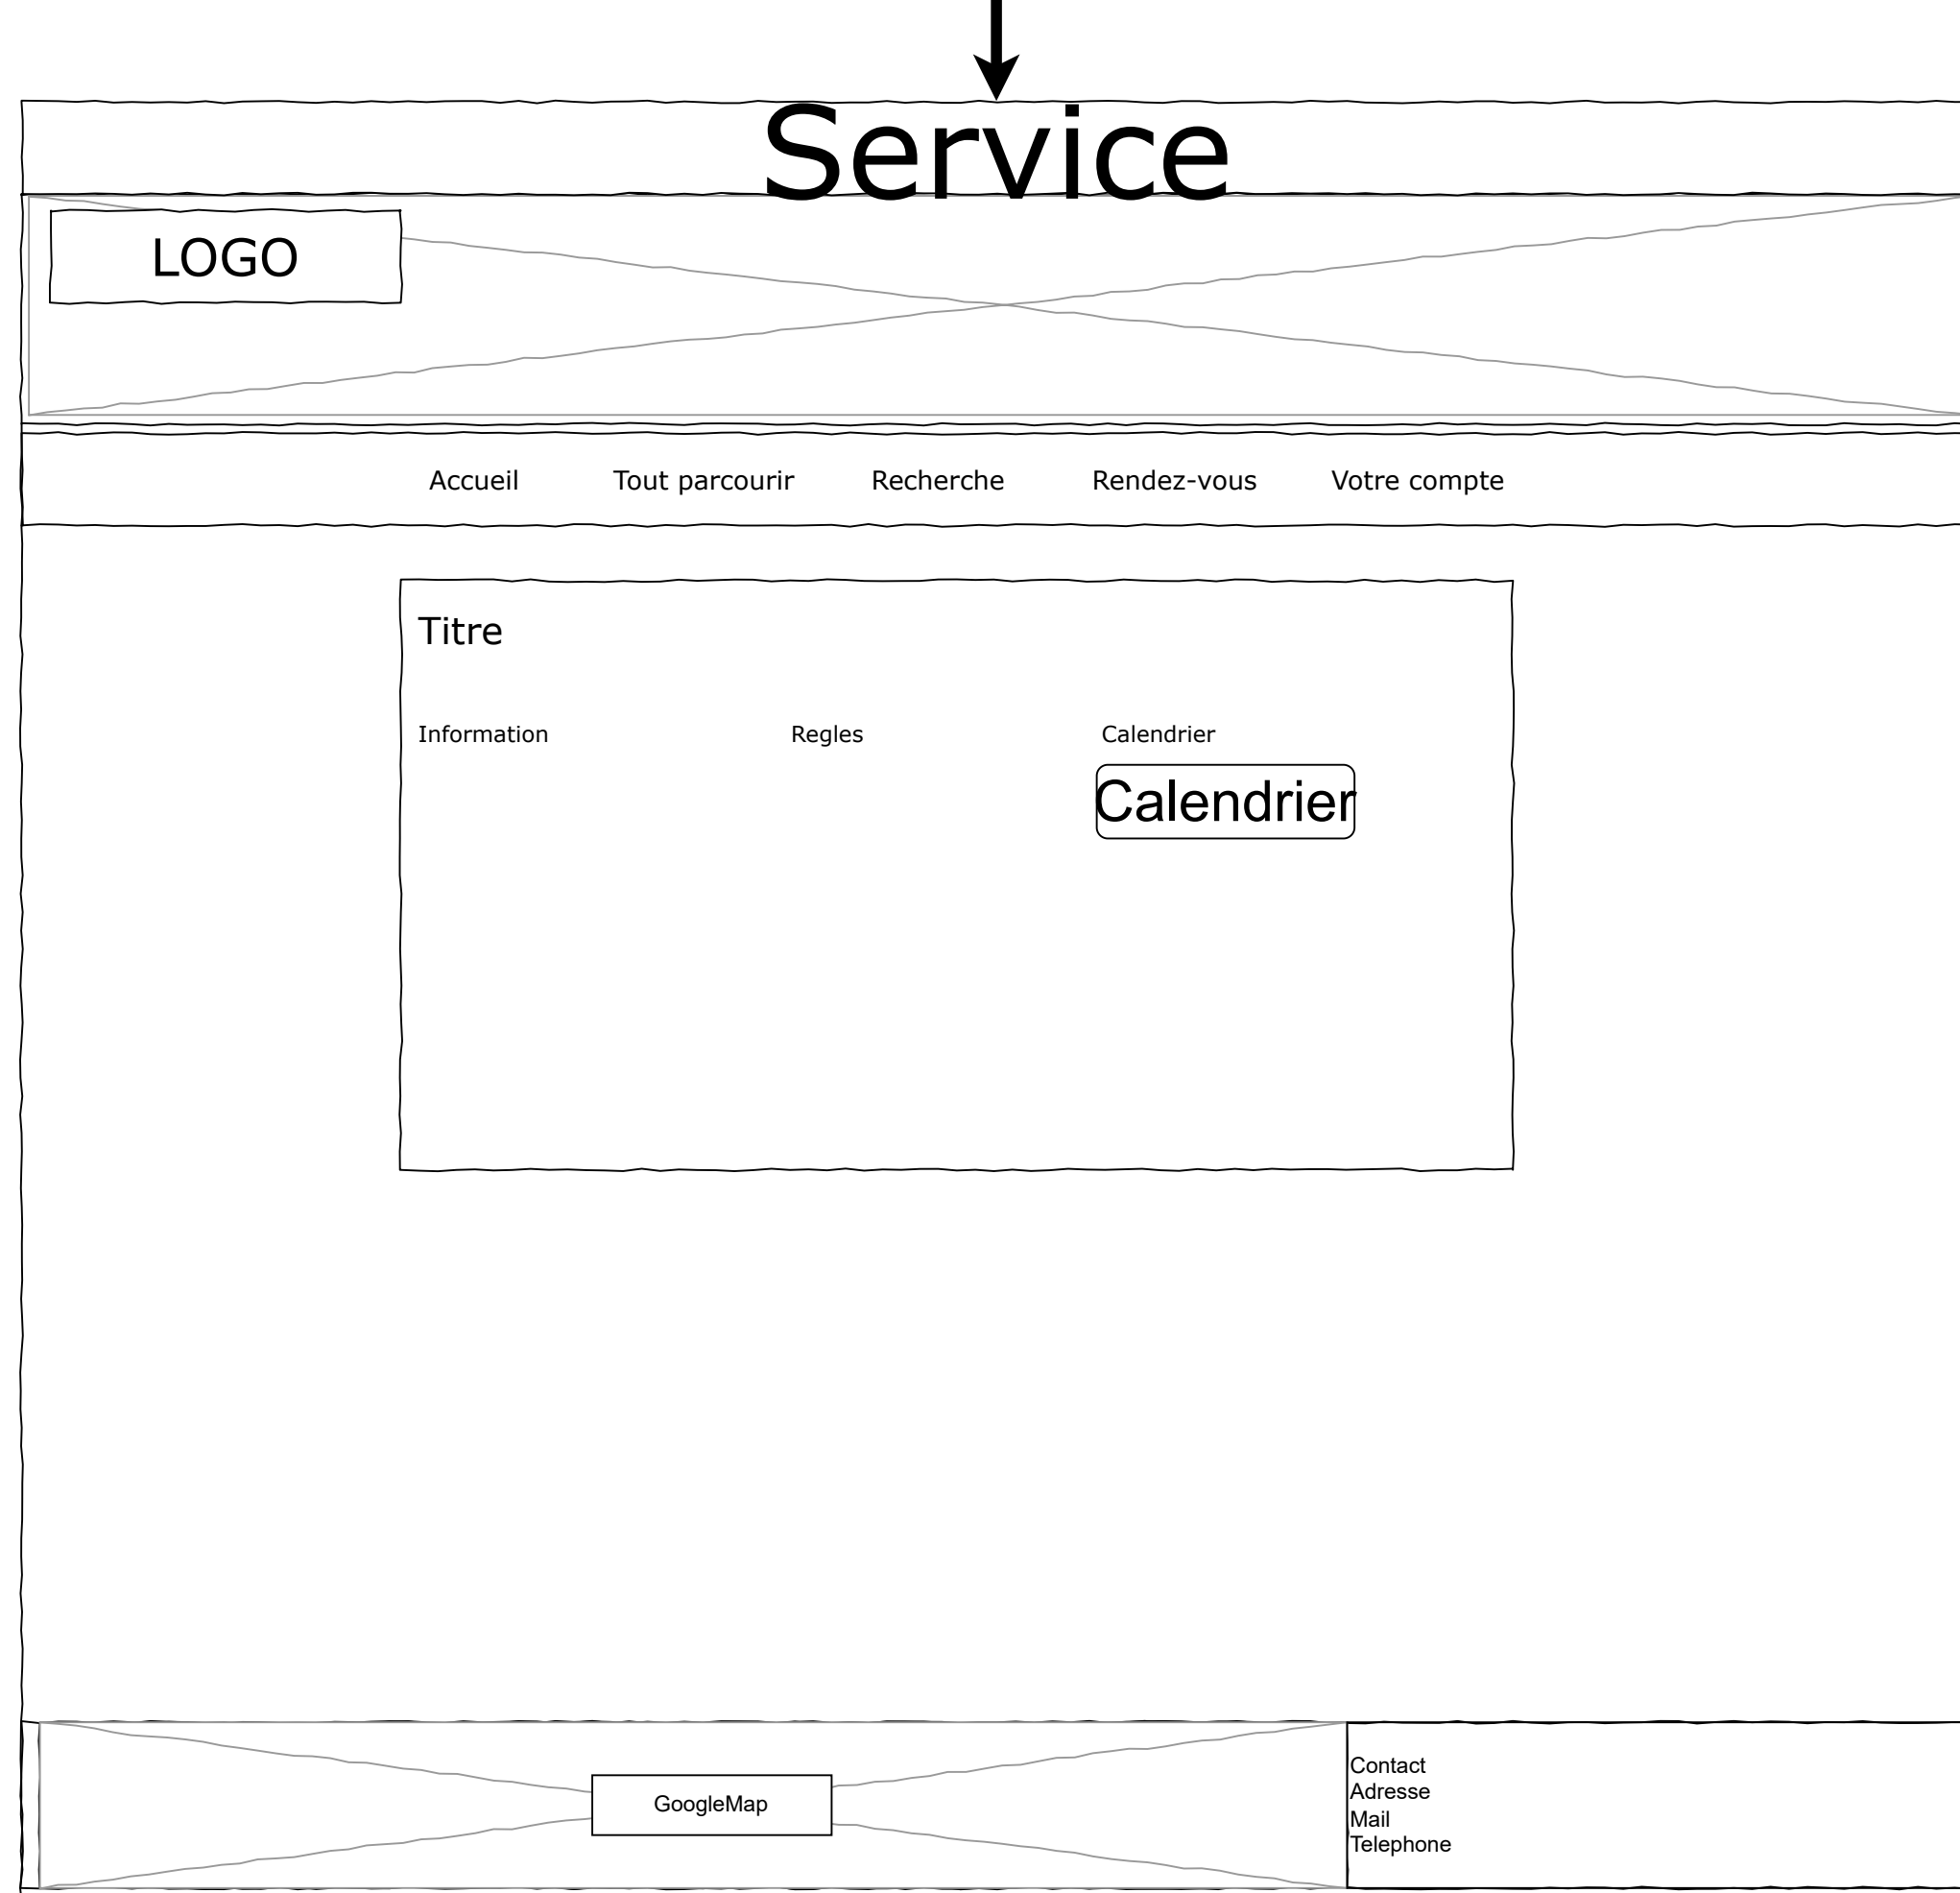 Service
LOGO
Accueil Tout parcourir Recherche Rendez-vous Votre compte
Titre
Information Regles Calendrier
Calendrier
GoogleMap
Contact
Adresse
Mail
Telephone